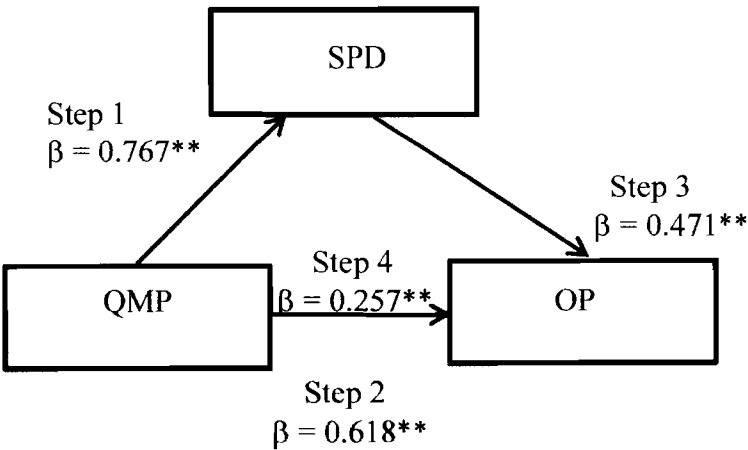 SPD
Step 1
β = 0.767**
Step 3
β = 0.471**
Step 4
β = 0.257**
QMP
OP
Step 2
β = 0.618**